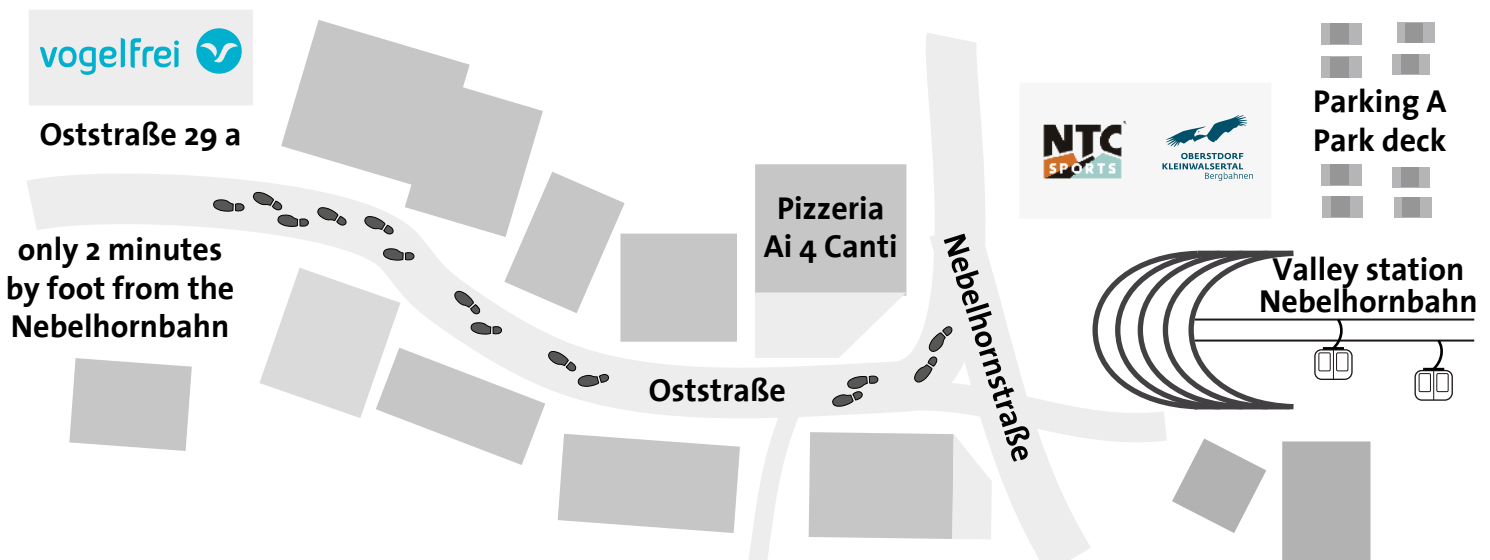 vogelfrei
Oststraße 29 a
only 2 minutes
by foot from the
Nebelhornbahn
Pizzeria
Ai 4 Canti
Oststraße
Nebelhornstraße
NTC
SPORTS
OBERSTDORF
KLEINWALSERTAL
Bergbahnen
Parking A
Park deck
Valley station
Nebelhornbahn